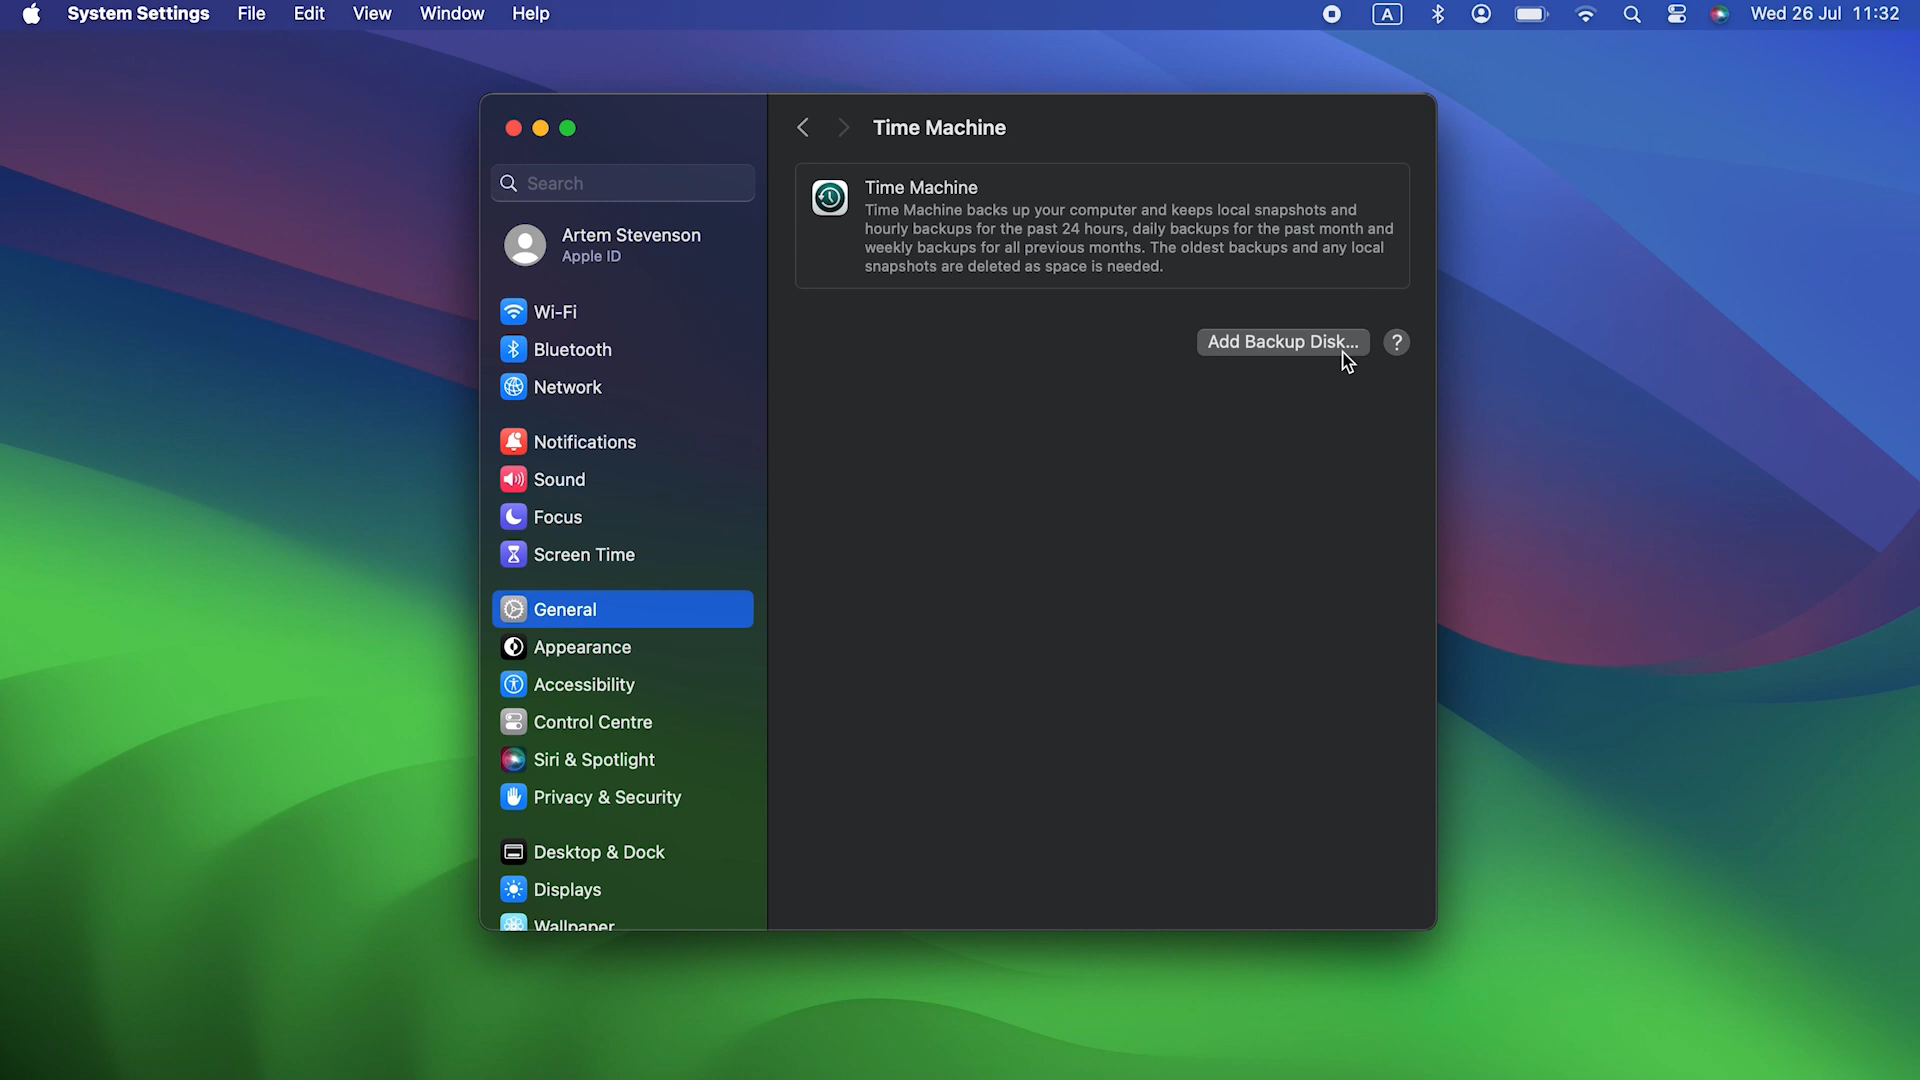 System Settings File Edit View Window Help A Wed 26 Jul 11:32
Search
Artem Stevenson
Apple ID
Wi-Fi
Bluetooth
Network
Notifications
Sound
Focus
Screen Time
General
Appearance
Accessibility
Control Centre
Siri & Spotlight
Privacy & Security
Desktop & Dock
Displays
Wallpaper
Time Machine
Time Machine
Time Machine backs up your computer and keeps local snapshots and
hourly backups for the past 24 hours, daily backups for the past month and
weekly backups for all previous months. The oldest backups and any local
snapshots are deleted as space is needed.
Add Backup Disk... ?